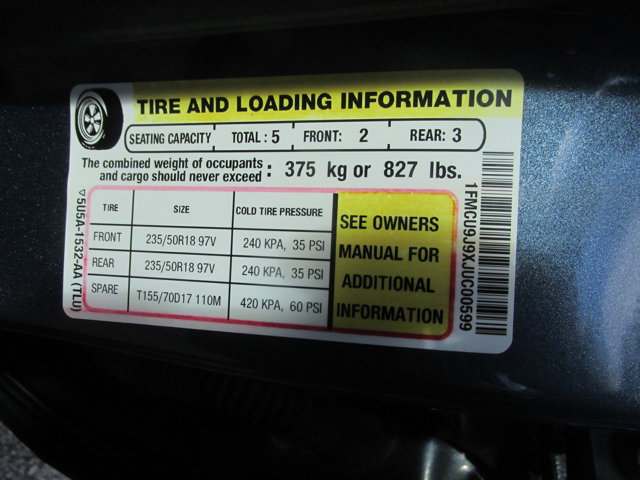 TIRE AND LOADING INFORMATION
SEATING CAPACITY TOTAL : 5 FRONT: 2 REAR: 3
The combined weight of occupants
and cargo should never exceed : 375 kg or 827 lbs.
TIRE SIZE COLD TIRE PRESSURE
FRONT 235/50R18 97V 240 KPA, 35 PSI
REAR 235/50R18 97V 240 KPA, 35 PSI
SPARE T155/70D17 110M 420 KPA, 60 PSI
SEE OWNERS
MANUAL FOR
ADDITIONAL
INFORMATION
▽5U5A-1532-AA (TLU)
1FMCU9J9XJUC00599